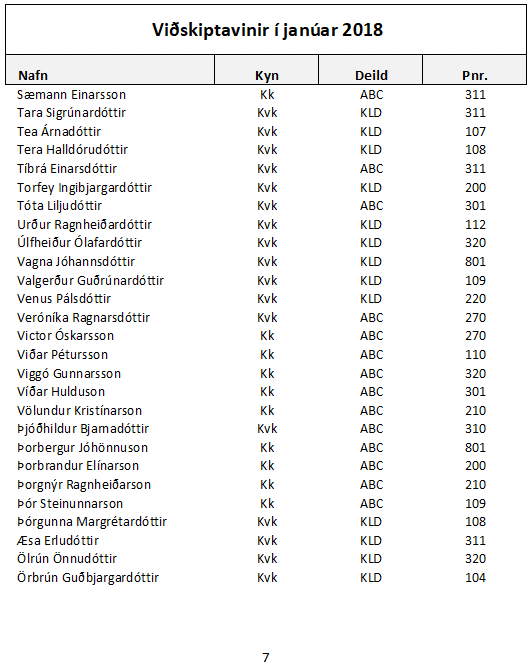 Viðskiptavinir í janúar 2018
Nafn Kyn Deild Pnr.
Sæmann Einarsson Kk ABC 311
Tara Sigrúnardóttir Kvk KLD 311
Tea Árnadóttir Kvk KLD 107
Tera Halldórudóttir Kvk KLD 108
Tíbrá Einarsdóttir Kvk ABC 311
Torfey Ingibjargardóttir Kvk KLD 200
Tóta Liljudóttir Kvk ABC 301
Urður Ragnheiðardóttir Kvk KLD 112
Úlfheiður Ólafardóttir Kvk KLD 320
Vagna Jóhannsdóttir Kvk KLD 801
Valgerður Guðrúnardóttir Kvk KLD 109
Venus Pálsdóttir Kvk KLD 220
Verónika Ragnarsdóttir Kvk ABC 270
Victor Óskarsson Kk ABC 270
Viðar Pétursson Kk ABC 110
Viggó Gunnarsson Kk ABC 320
Víðar Hulduson Kk ABC 301
Völundur Kristínarson Kk ABC 210
Þjóðhildur Bjarnadóttir Kvk ABC 310
Þorbergur Jóhönnuson Kk ABC 801
Þorbrandur Elínarson Kk ABC 200
Þorgnýr Ragnheiðarson Kk ABC 210
Þór Steinunnarson Kk ABC 109
Þórgunna Margrétardóttir Kvk KLD 108
Æsa Erludóttir Kvk KLD 311
Ölrún Önnudóttir Kvk KLD 320
Örbrún Guðbjargardóttir Kvk KLD 104
7